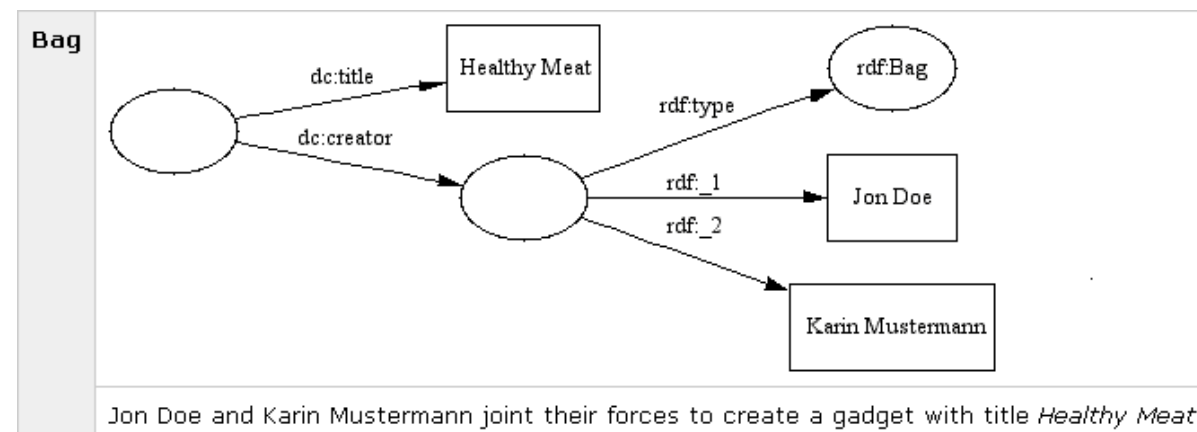 Bag
Healthy Meat
dc:title
dc:creator
rdf:Bag
rdf:type
rdf:_1
Jon Doe
rdf:_2
Karin Mustermann
Jon Doe and Karin Mustermann joint their forces to create a gadget with title Healthy Meat